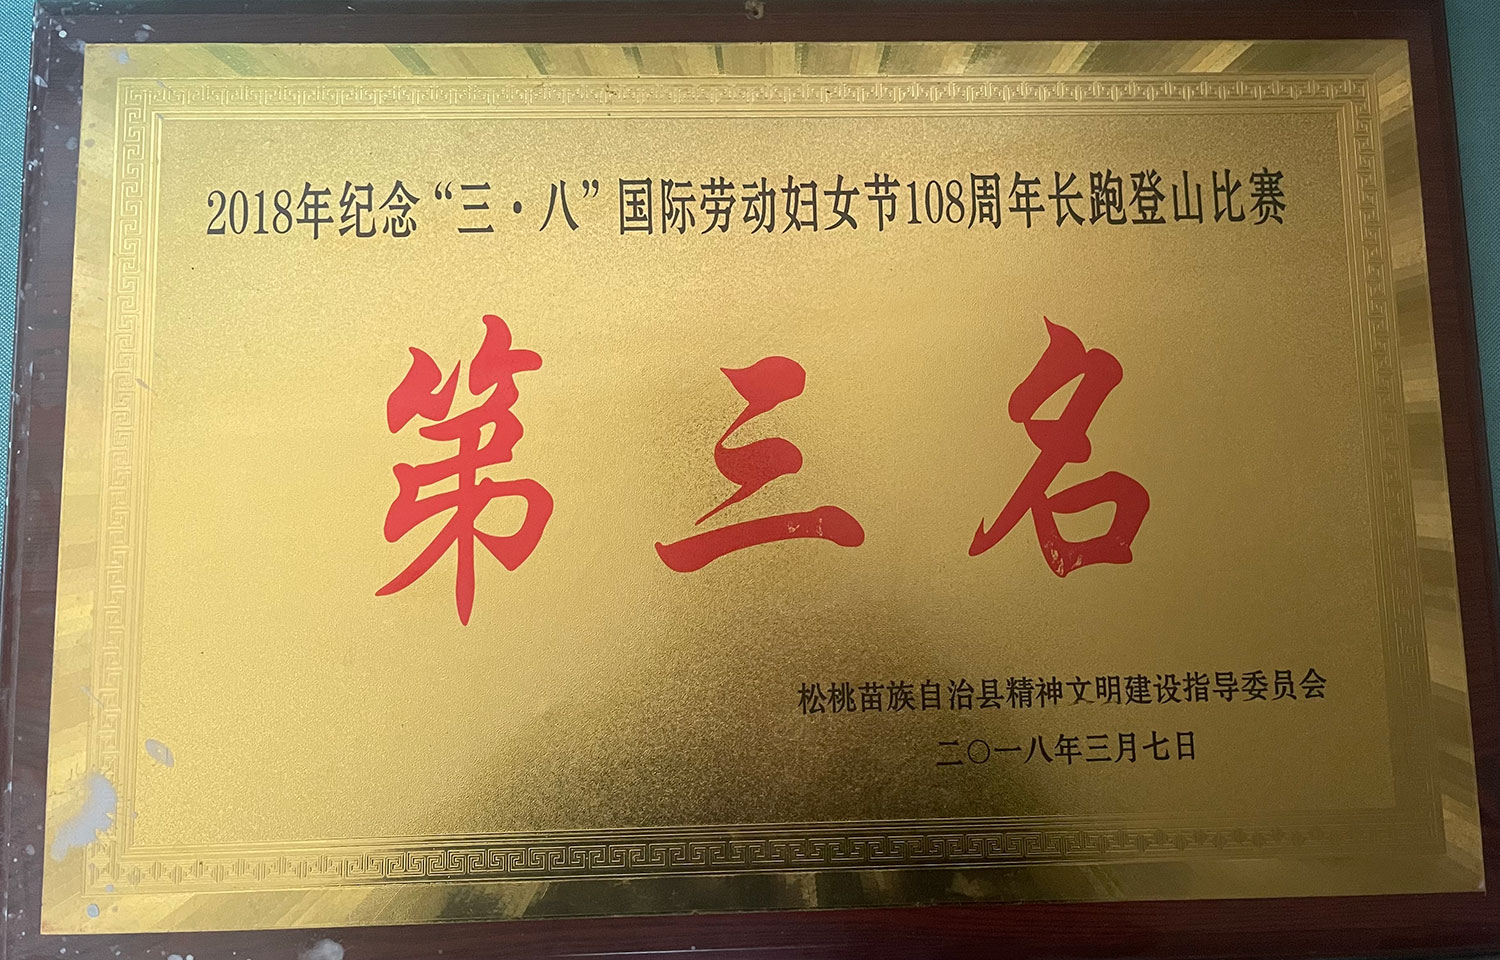 2018年纪念“三·八”国际劳动妇女节108周年长跑登山比赛
第三名
松桃苗族自治县精神文明建设指导委员会
二〇一八年三月七日